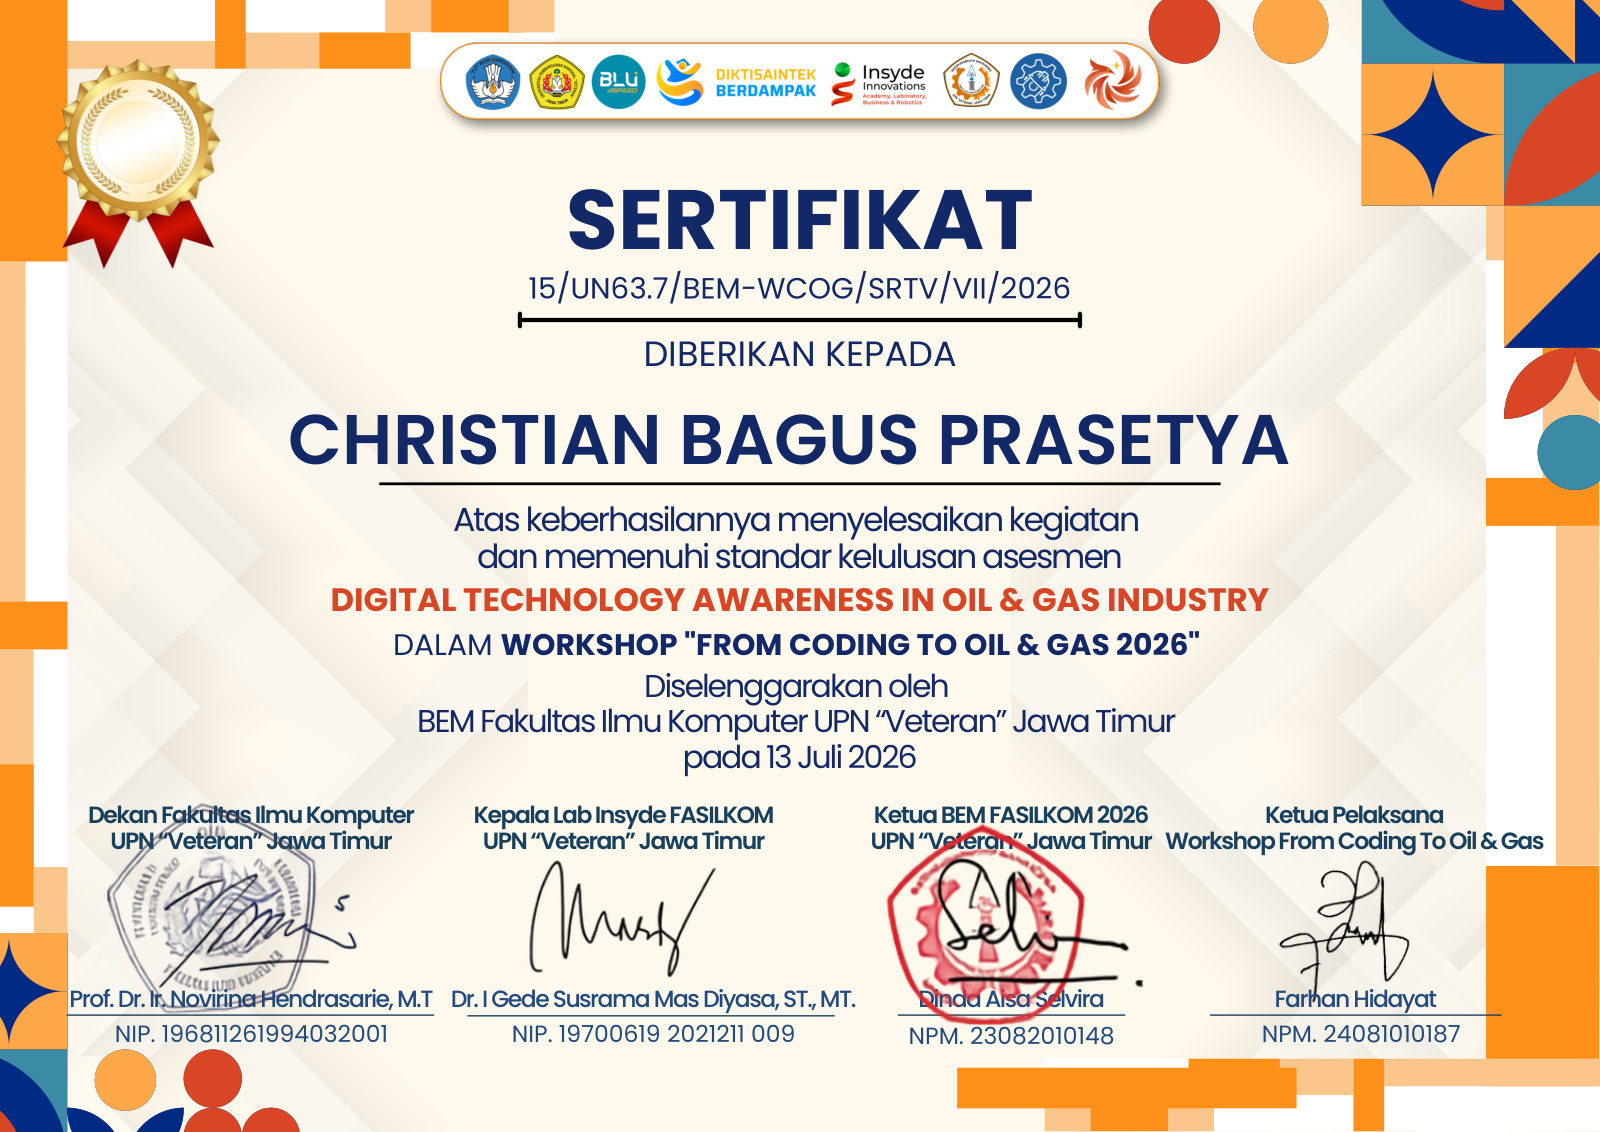 BLU
SPEED
DIKTISAINTEK
BERDAMPAK
Insyde
Innovations
Academy, Laboratory,
Business & Robotics
SERTIFIKAT
15/UN63.7/BEM-WCOG/SRTV/VII/2026
DIBERIKAN KEPADA
CHRISTIAN BAGUS PRASETYA
Atas keberhasilannya menyelesaikan kegiatan
dan memenuhi standar kelulusan asesmen
DIGITAL TECHNOLOGY AWARENESS IN OIL & GAS INDUSTRY
DALAM WORKSHOP "FROM CODING TO OIL & GAS 2026"
Diselenggarakan oleh
BEM Fakultas Ilmu Komputer UPN “Veteran” Jawa Timur
pada 13 Juli 2026
Dekan Fakultas Ilmu Komputer
UPN “Veteran” Jawa Timur
Prof. Dr. Ir. Novirina Hendrasarie, M.T
NIP. 196811261994032001
Kepala Lab Insyde FASILKOM
UPN “Veteran” Jawa Timur
Dr. I Gede Susrama Mas Diyasa, ST., MT.
NIP. 19700619 2021211 009
Ketua BEM FASILKOM 2026
UPN “Veteran” Jawa Timur
Dinda Alsa Selvira
NPM. 23082010148
Ketua Pelaksana
Workshop From Coding To Oil & Gas
Farhan Hidayat
NPM. 24081010187